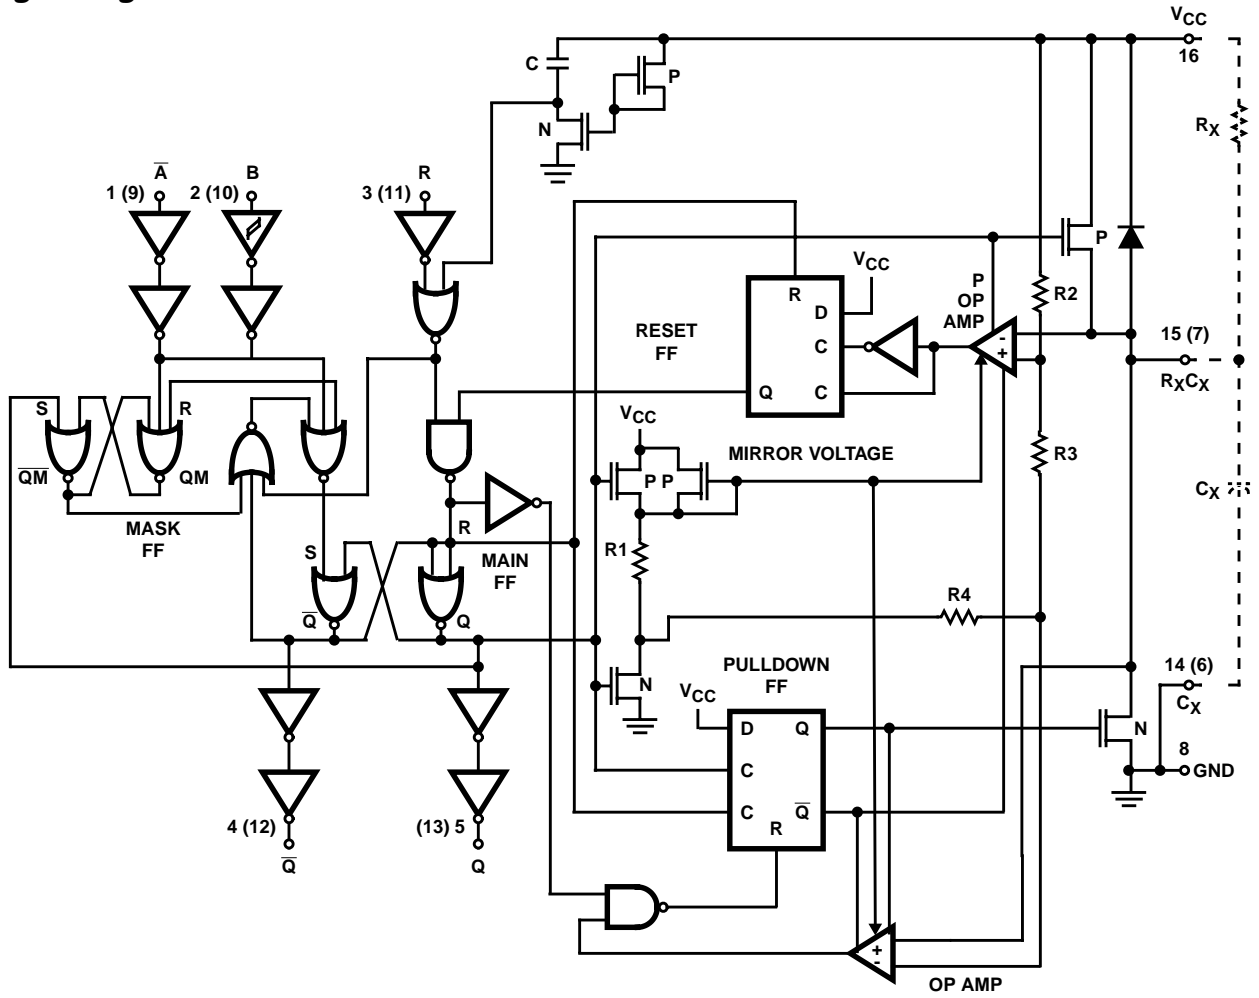 VCC
16
C
P
N
RX
A
B
R
1 (9)
2 (10)
3 (11)
P
VCC
P
OP
AMP
R2
R
D
C
C
Q
RESET
FF
-
+
15 (7)
RXCX
S
R
QM
QM
MASK
FF
VCC
MIRROR VOLTAGE
P P
R3
CX
R
MAIN
FF
R1
S
Q
Q
R4
PULLDOWN
FF
N
VCC
14 (6)
CX
D
Q
C
C
Q
R
N
8
GND
4 (12)
Q
(13) 5
Q
+
-
OP AMP